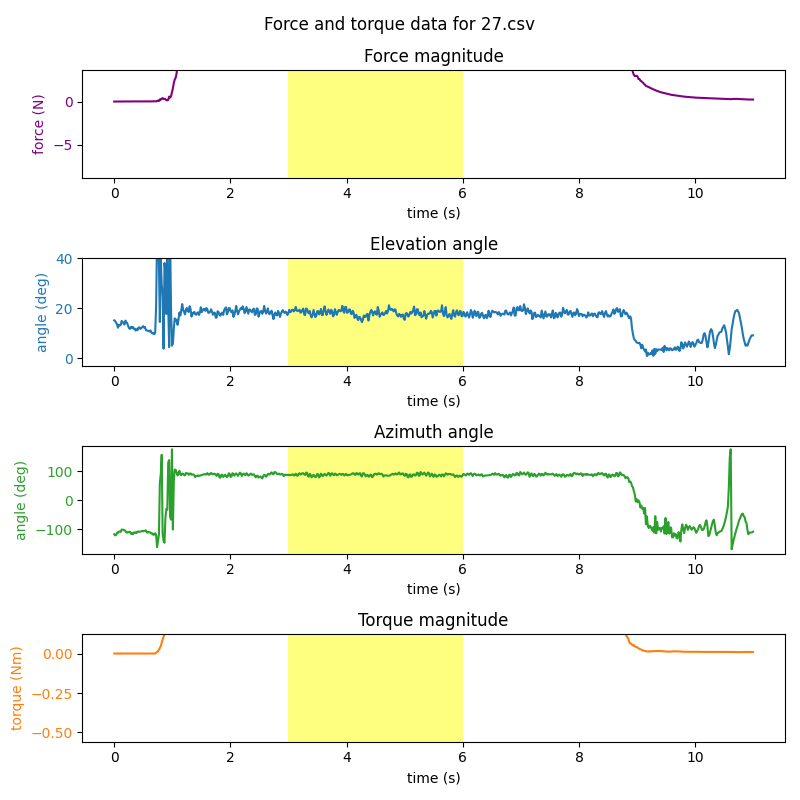 Force and torque data for 27.csv
Force magnitude
force (N)
0
−5
0 2 4 6 8 10
time (s)
Elevation angle
angle (deg)
40
20
0
0 2 4 6 8 10
time (s)
Azimuth angle
angle (deg)
100
0
−100
0 2 4 6 8 10
time (s)
Torque magnitude
torque (Nm)
0.00
−0.25
−0.50
0 2 4 6 8 10
time (s)